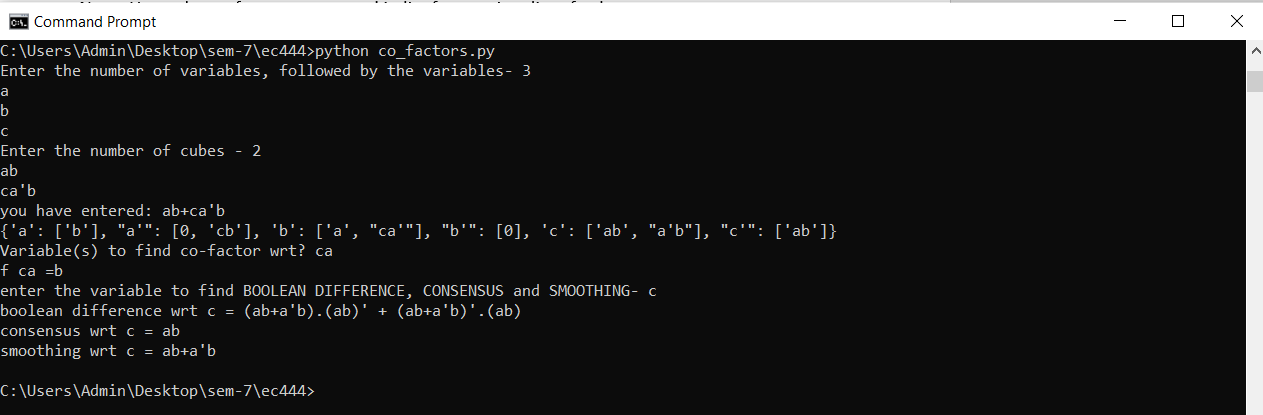 Command Prompt
C:\Users\Admin\Desktop\sem-7\ec444>python co_factors.py
Enter the number of variables, followed by the variables- 3
a
b
c
Enter the number of cubes - 2
ab
ca'b
you have entered: ab+ca'b
{'a': ['b'], "a'": [0, 'cb'], 'b': ['a', "ca'"], "b'": [0], 'c': ['ab', "a'b"], "c'": ['ab']}
Variable(s) to find co-factor wrt? ca
f ca =b
enter the variable to find BOOLEAN DIFFERENCE, CONSENSUS and SMOOTHING- c
boolean difference wrt c = (ab+a'b).(ab)' + (ab+a'b)'.(ab)
consensus wrt c = ab
smoothing wrt c = ab+a'b
C:\Users\Admin\Desktop\sem-7\ec444>